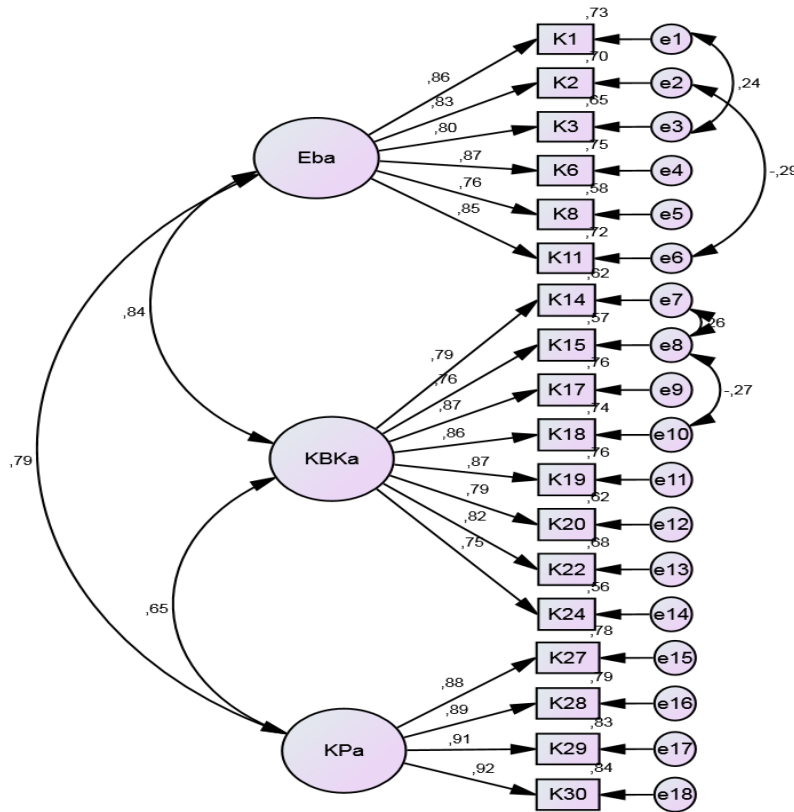 ,73
K1
e1
,70
,86
K2
e2
,83
,65
,24
K3
e3
,80
,75
Eba
,87
K6
e4
-,29
,76
,58
K8
e5
,85
,72
K11
e6
,62
K14
e7
,84
,57
,26
K15
e8
,79
,76
,76
K17
e9
-,27
,87
,74
K18
e10
,86
,76
KBKa
,79
,87
K19
e11
,79
,62
K20
e12
,82
,68
K22
e13
,75
,56
K24
e14
,65
,78
K27
e15
,88
,79
K28
e16
,89
,83
KPa
,91
K29
e17
,92
,84
K30
e18